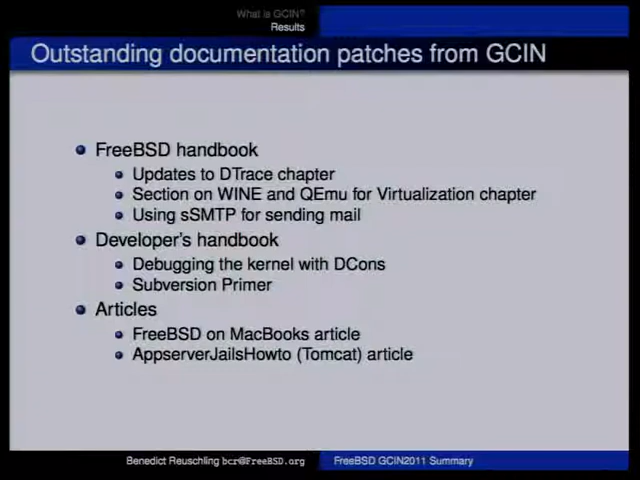 What is GCIN?
Results
Outstanding documentation patches from GCIN
FreeBSD handbook
Updates to DTrace chapter
Section on WINE and QEmu for Virtualization chapter
Using sSMTP for sending mail
Developer's handbook
Debugging the kernel with DCons
Subversion Primer
Articles
FreeBSD on MacBooks article
AppserverJailsHowto (Tomcat) article
Benedict Reuschling bcr@FreeBSD.org
FreeBSD GCIN2011 Summary